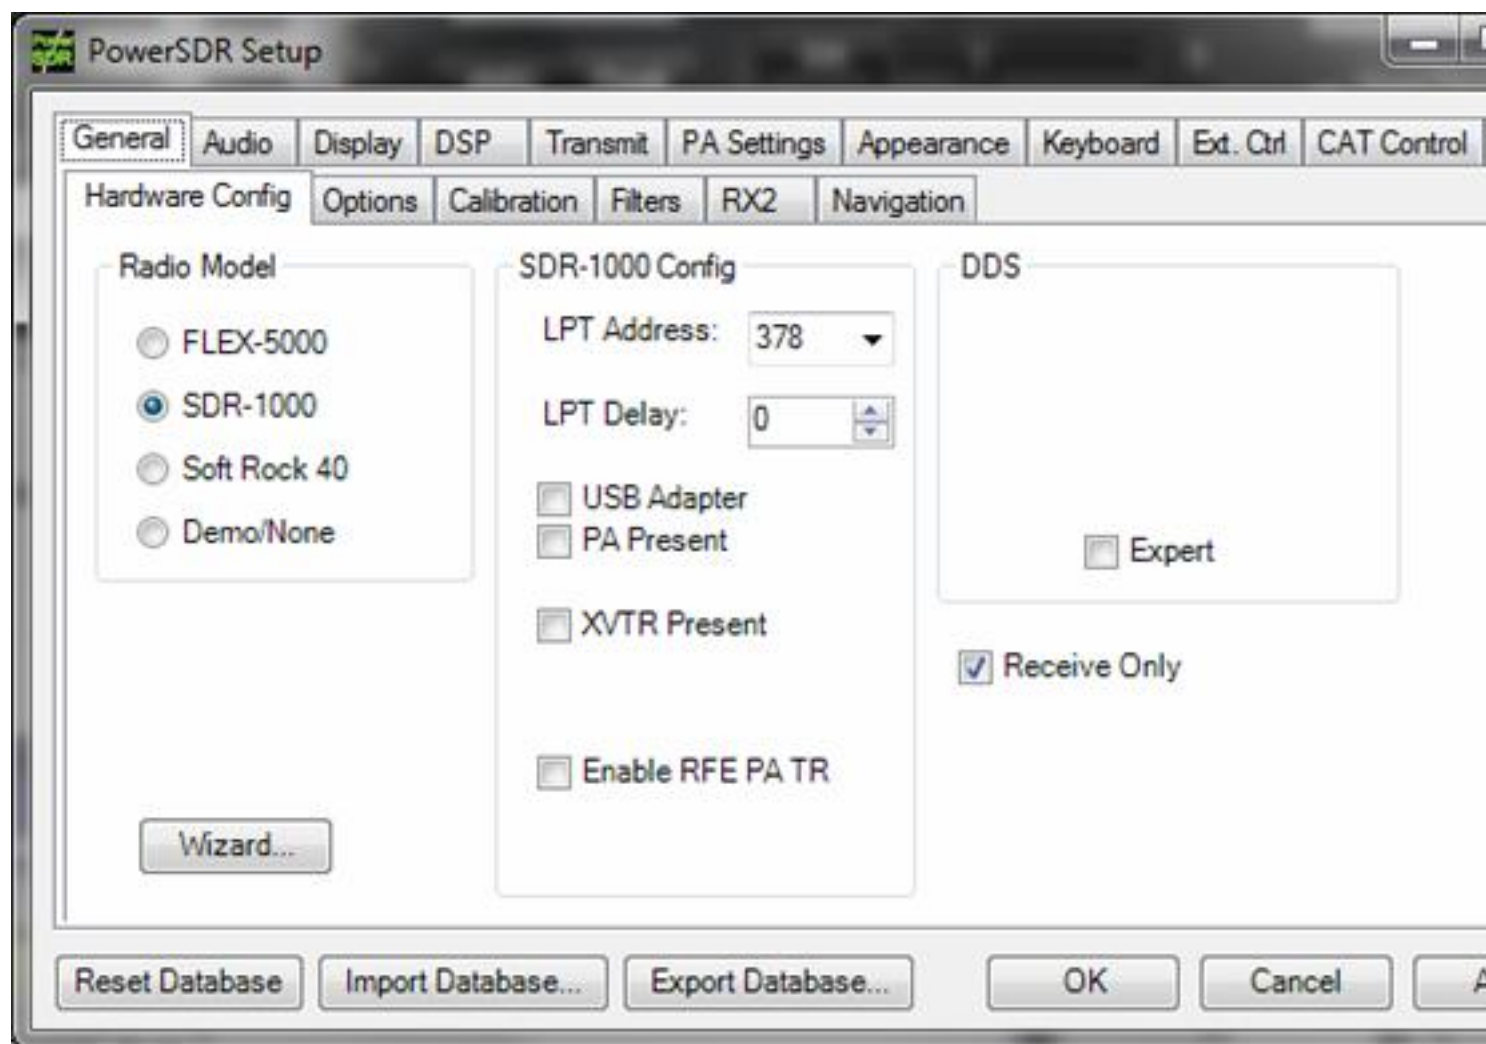 PowerSDR Setup
General Audio Display DSP Transmit PA Settings Appearance Keyboard Ext. Ctrl CAT Control
Hardware Config Options Calibration Filters RX2 Navigation
Radio Model
FLEX-5000
SDR-1000
Soft Rock 40
Demo/None
Wizard...
SDR-1000 Config
LPT Address: 378
LPT Delay: 0
USB Adapter
PA Present
XVTR Present
Enable RFE PA TR
DDS
Expert
Receive Only
Reset Database Import Database... Export Database... OK Cancel